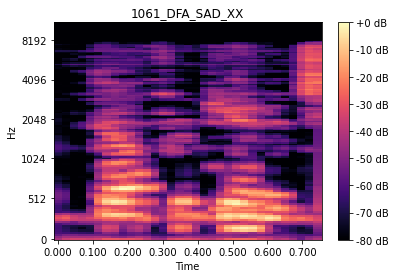 1061_DFA_SAD_XX
+0 dB
8192
-10 dB
4096
-20 dB
-30 dB
2048
Hz
-40 dB
1024
-50 dB
512
-60 dB
-70 dB
0
-80 dB
0.000 0.100 0.200 0.300 0.400 0.500 0.600 0.700
Time